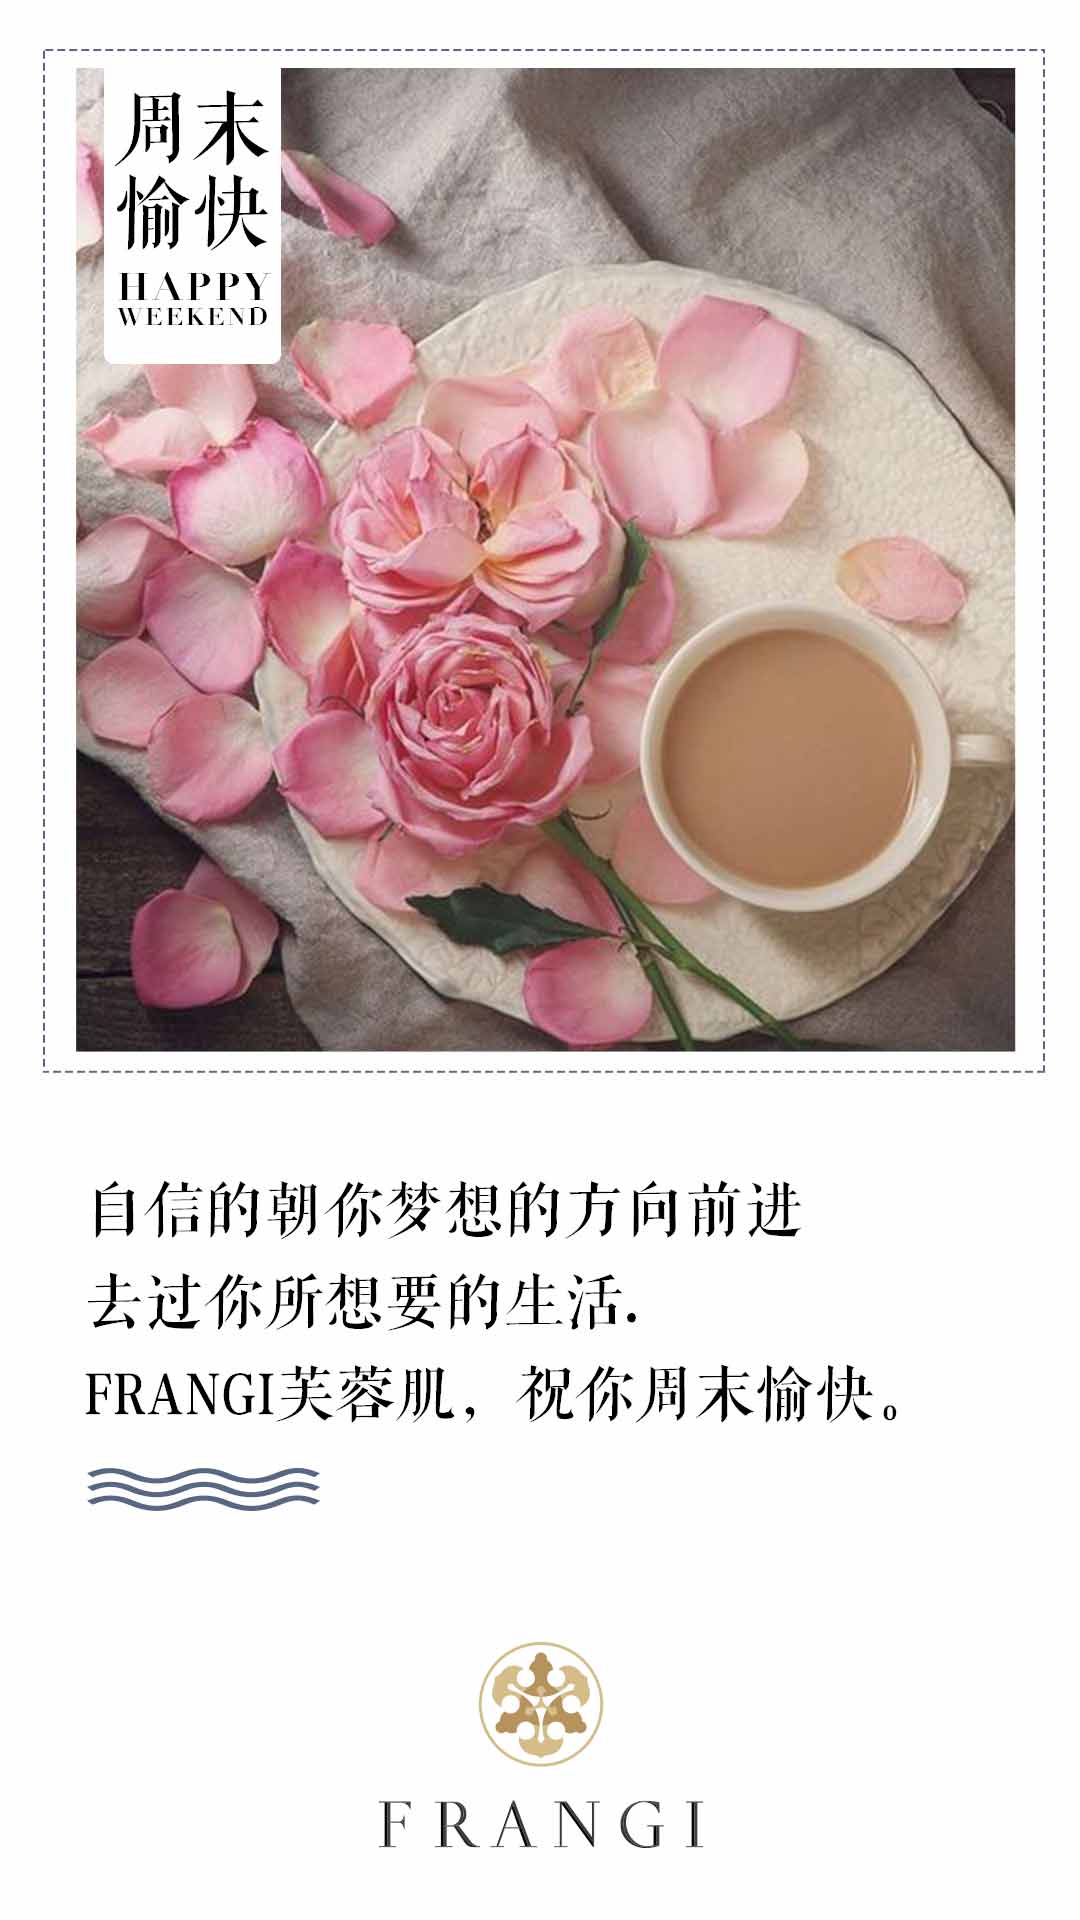 周末
愉快
HAPPY
WEEKEND
自信的朝你梦想的方向前进
去过你所想要的生活.
FRANGI芙蓉肌，祝你周末愉快。
FRANGI